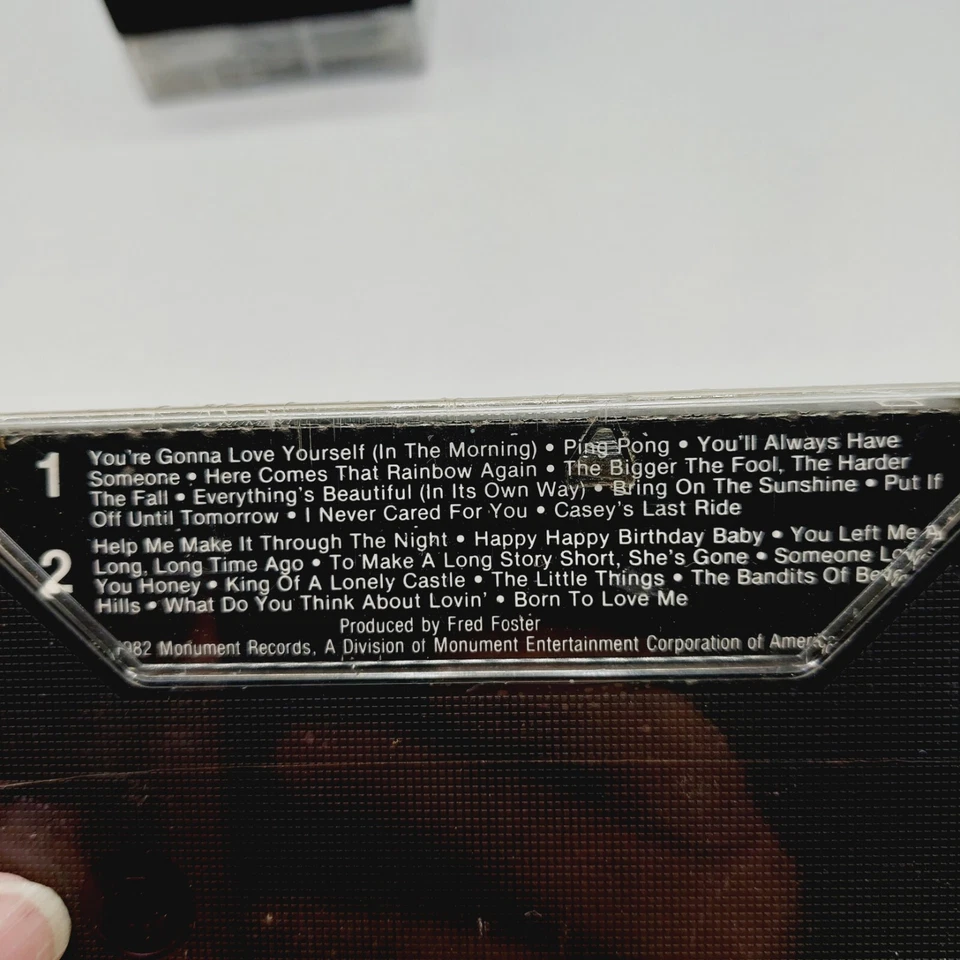 1 You're Gonna Love Yourself (In The Morning) • Ping Pong • You'll Always Have
Someone • Here Comes That Rainbow Again • The Bigger The Fool, The Harder
The Fall • Everything's Beautiful (In Its Own Way) • Bring On The Sunshine • Put If
Off Until Tomorrow • I Never Cared For You • Casey's Last Ride
2 Help Me Make It Through The Night • Happy Happy Birthday Baby • You Left Me A
Long, Long Time Ago • To Make A Long Story Short, She's Gone • Someone Loves
You Honey • King Of A Lonely Castle • The Little Things • The Bandits Of Beverly
Hills • What Do You Think About Lovin' • Born To Love Me
Produced by Fred Foster
1982 Monument Records, A Division of Monument Entertainment Corporation of America